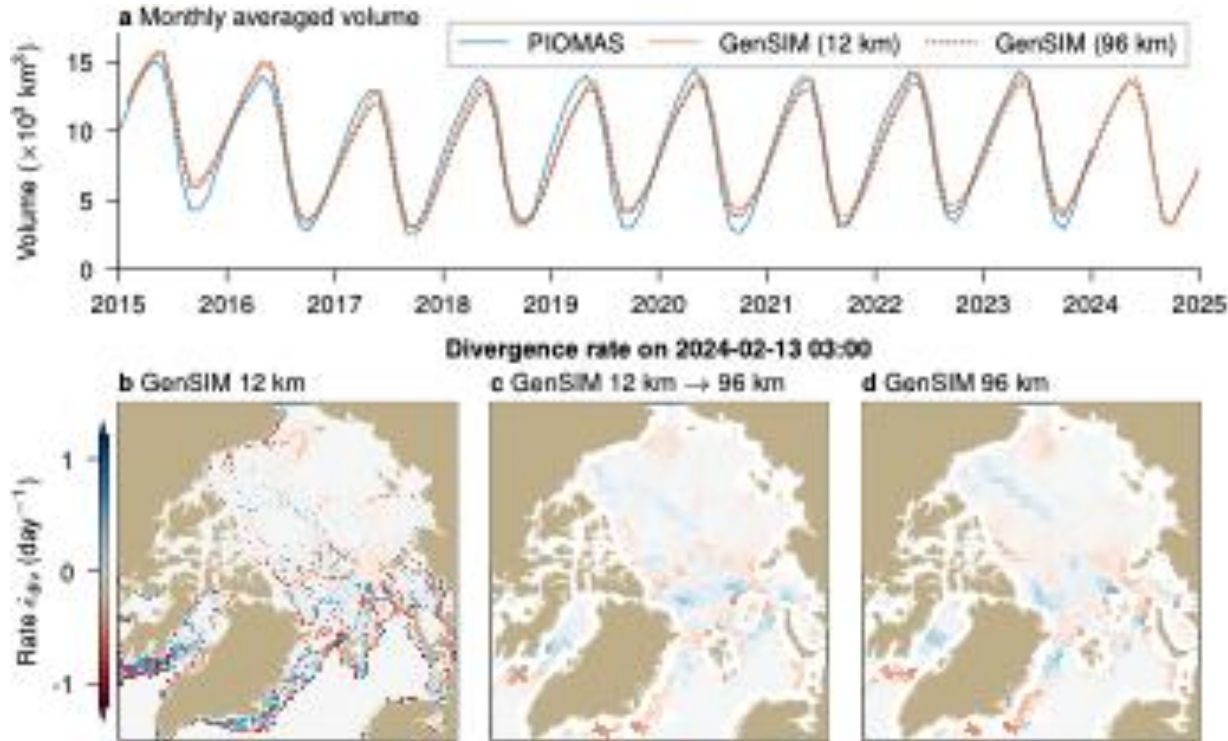 a Monthly averaged volume
PIOMAS GenSIM (12 km) GenSIM (96 km)
Volume (×10³ km³)
15
10
5
0
2015 2016 2017 2018 2019 2020 2021 2022 2023 2024 2025
Divergence rate on 2024-02-13 03:00
b GenSIM 12 km c GenSIM 12 km → 96 km d GenSIM 96 km
Rate ε̇div (day⁻¹)
1
0
-1